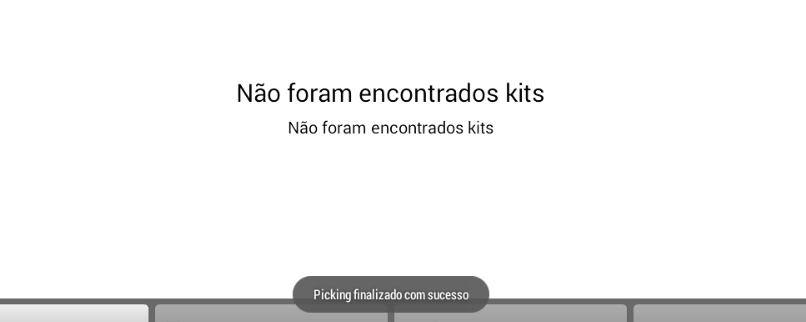 Não foram encontrados kits
Não foram encontrados kits
Picking finalizado com sucesso